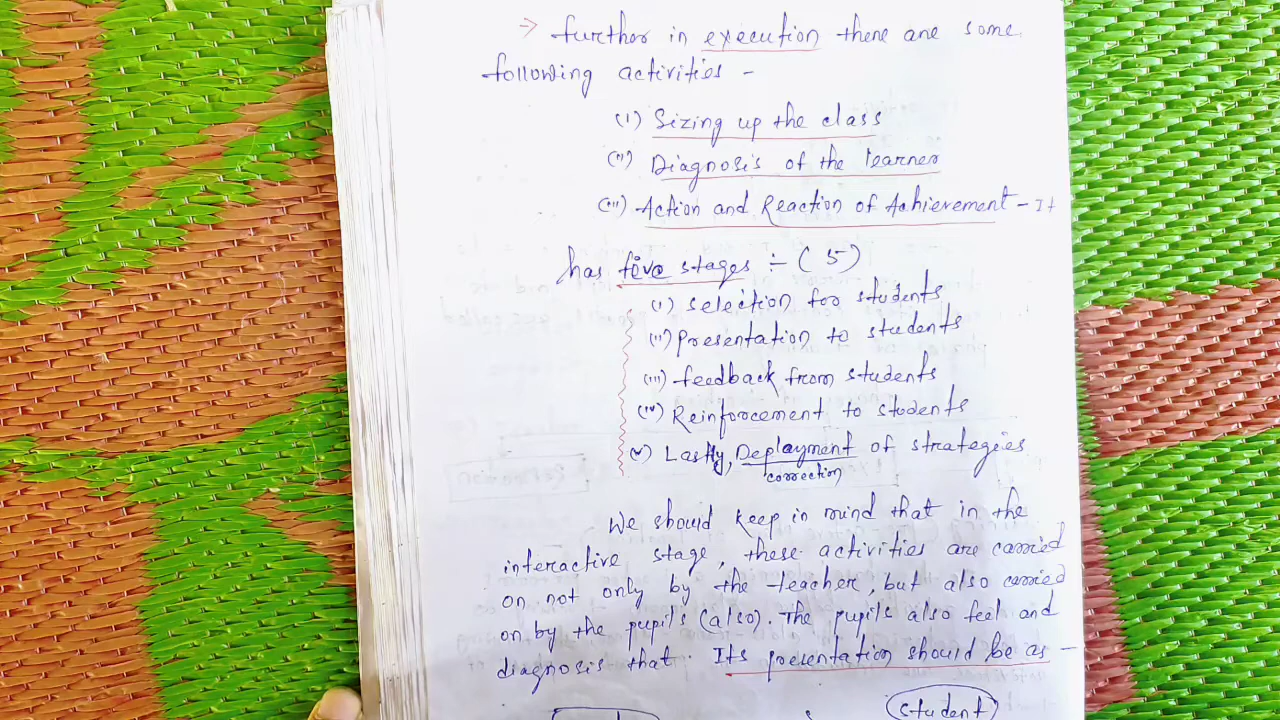 → further in execution there are some
following activities -
(i) Sizing up the class
(ii) Diagnosis of the learner
(iii) Action and Reaction of Achievement - It
has five stages :- (5)
(i) selection for students
(ii) Presentation to students
(iii) feedback from students
(iv) Reinforcement to students
(v) Lastly, Deployment of strategies
correction
We should keep in mind that in the
interactive stage, these activities are carried
on not only by the teacher, but also carried
on by the pupils (also). The pupils also feel and
diagnosis that. Its presentation should be as -
student